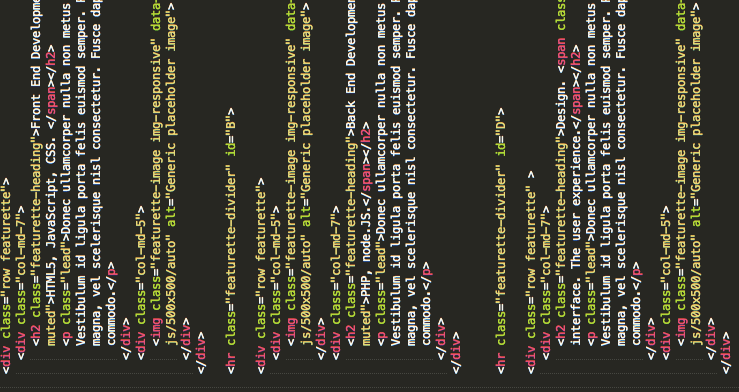 <div class="row featurette">
<div class="col-md-7">
<h2 class="featurette-heading">Front End Developm
muted">HTML5, JavaScript, CSS. </span></h2>
<p class="lead">Donec ullamcorper nulla non metus
Vestibulum id ligula porta felis euismod semper.
magna, vel scelerisque nisl consectetur. Fusce dap
commodo.</p>
</div>
<div class="col-md-5">
<img class="featurette-image img-responsive" data-
js/500x500/auto" alt="Generic placeholder image">
</div>
</div>
<hr class="featurette-divider" id="B">
<div class="row featurette">
<div class="col-md-5">
<img class="featurette-image img-responsive" data-
js/500x500/auto" alt="Generic placeholder image">
</div>
<div class="col-md-7">
<h2 class="featurette-heading">Back End Developmen
muted">PHP, node.JS.</span></h2>
<p class="lead">Donec ullamcorper nulla non metus
Vestibulum id ligula porta felis euismod semper.
magna, vel scelerisque nisl consectetur. Fusce dap
commodo.</p>
</div>
</div>
<hr class="featurette-divider" id="D">
<div class="row featurette" >
<div class="col-md-7">
<h2 class="featurette-heading">Design. <span clas
interface. The user experience.</span></h2>
<p class="lead">Donec ullamcorper nulla non metus
Vestibulum id ligula porta felis euismod semper.
magna, vel scelerisque nisl consectetur. Fusce dap
commodo.</p>
</div>
<div class="col-md-5">
<img class="featurette-image img-responsive" data-
js/500x500/auto" alt="Generic placeholder image">
</div>
</div>